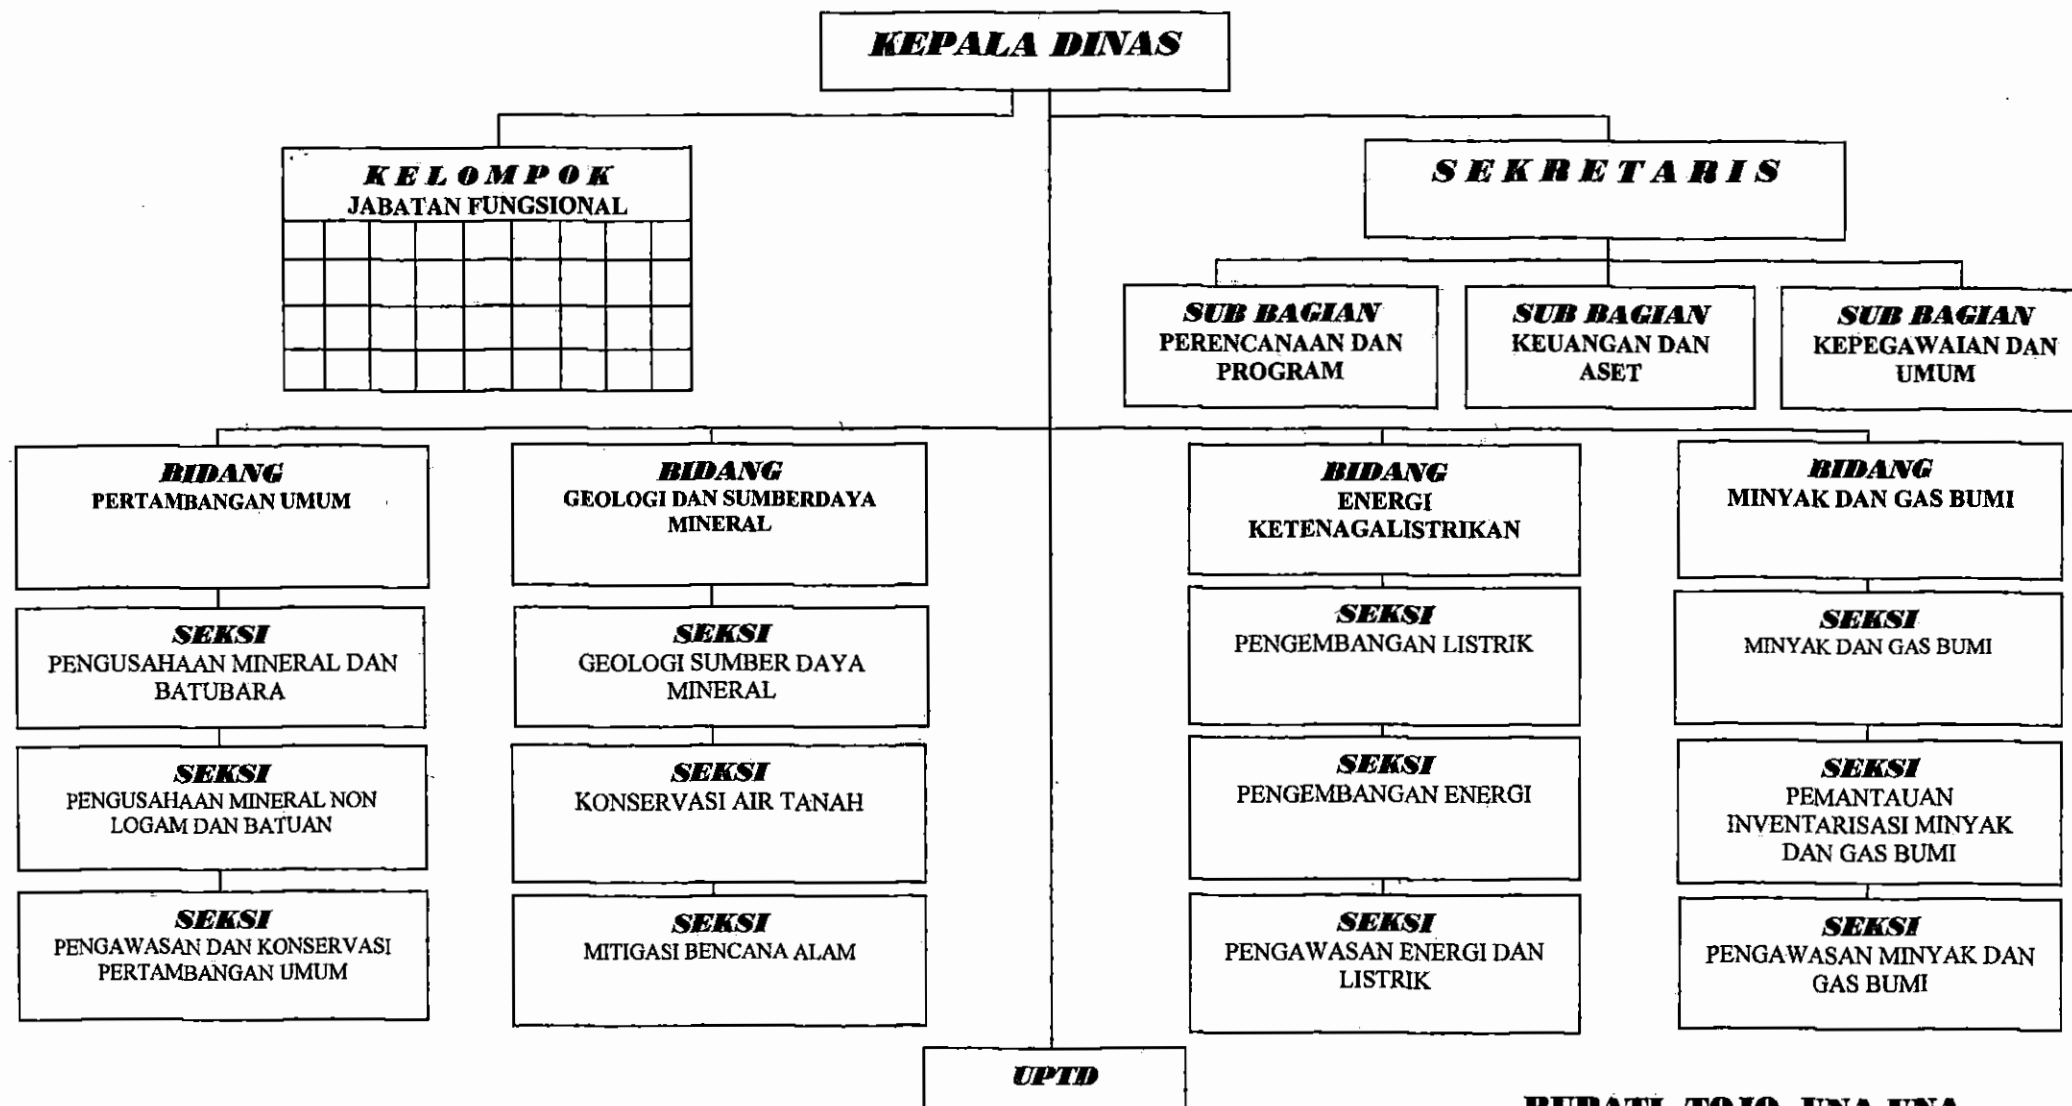 KEPALA DINAS
KELOMPOK
JABATAN FUNGSIONAL
SEKRETARIS
SUB BAGIAN
PERENCANAAN DAN
PROGRAM
SUB BAGIAN
KEUANGAN DAN
ASET
SUB BAGIAN
KEPEGAWAIAN DAN
UMUM
BIDANG
PERTAMBANGAN UMUM
BIDANG
GEOLOGI DAN SUMBERDAYA
MINERAL
BIDANG
ENERGI
KETENAGALISTRIKAN
BIDANG
MINYAK DAN GAS BUMI
SEKSI
PENGUSAHAAN MINERAL DAN
BATUBARA
SEKSI
GEOLOGI SUMBER DAYA
MINERAL
SEKSI
PENGEMBANGAN LISTRIK
SEKSI
MINYAK DAN GAS BUMI
SEKSI
PENGUSAHAAN MINERAL NON
LOGAM DAN BATUAN
SEKSI
KONSERVASI AIR TANAH
SEKSI
PENGEMBANGAN ENERGI
SEKSI
PEMANTAUAN
INVENTARISASI MINYAK
DAN GAS BUMI
SEKSI
PENGAWASAN DAN KONSERVASI
PERTAMBANGAN UMUM
SEKSI
MITIGASI BENCANA ALAM
SEKSI
PENGAWASAN ENERGI DAN
LISTRIK
SEKSI
PENGAWASAN MINYAK DAN
GAS BUMI
UPTD
BUPATI TOJO UNA-UNA